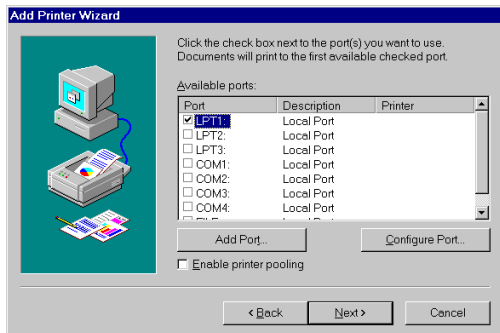 Add Printer Wizard
Click the check box next to the port(s) you want to use.
Documents will print to the first available checked port.
Available ports:
Port Description Printer
LPT1: Local Port
LPT2: Local Port
LPT3: Local Port
COM1: Local Port
COM2: Local Port
COM3: Local Port
COM4: Local Port
Add Port... Configure Port...
Enable printer pooling
< Back Next > Cancel